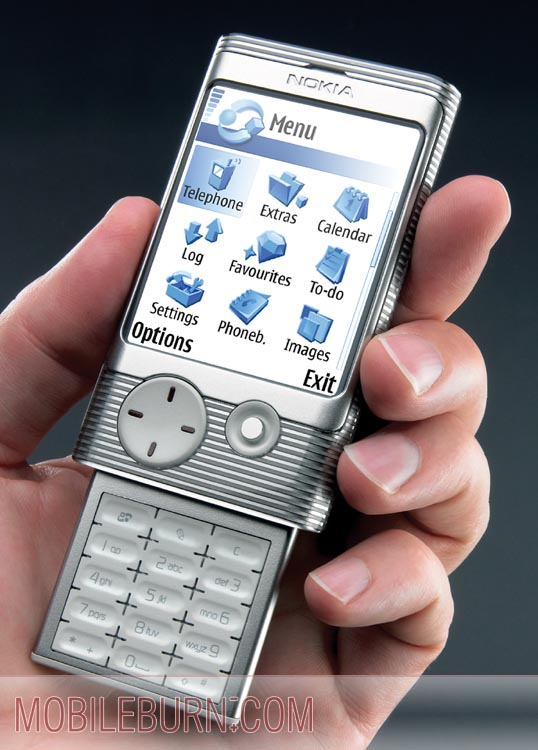 NOKIA
Menu
Telephone
Extras
Calendar
Log
Favourites
To-do
Settings
Phoneb.
Images
Options
Exit
C
1 oo
2 abc
def 3
4 ghi
5 jkl
mno 6
7 pqrs
8 tuv
wxyz 9
* +
0
#
MOBILEBURN.COM